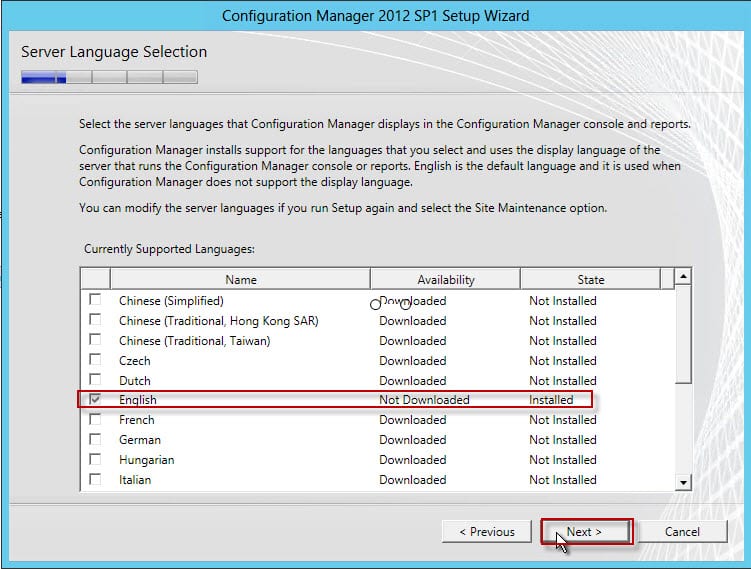 Configuration Manager 2012 SP1 Setup Wizard
Server Language Selection
Select the server languages that Configuration Manager displays in the Configuration Manager console and reports.
Configuration Manager installs support for the languages that you select and uses the display language of the
server that runs the Configuration Manager console or reports. English is the default language and it is used when
Configuration Manager does not support the display language.
You can modify the server languages if you run Setup again and select the Site Maintenance option.
Currently Supported Languages:
Name Availability State
Chinese (Simplified) Downloaded Not Installed
Chinese (Traditional, Hong Kong SAR) Downloaded Not Installed
Chinese (Traditional, Taiwan) Downloaded Not Installed
Czech Downloaded Not Installed
Dutch Downloaded Not Installed
English Not Downloaded Installed
French Downloaded Not Installed
German Downloaded Not Installed
Hungarian Downloaded Not Installed
Italian Downloaded Not Installed
< Previous Next > Cancel